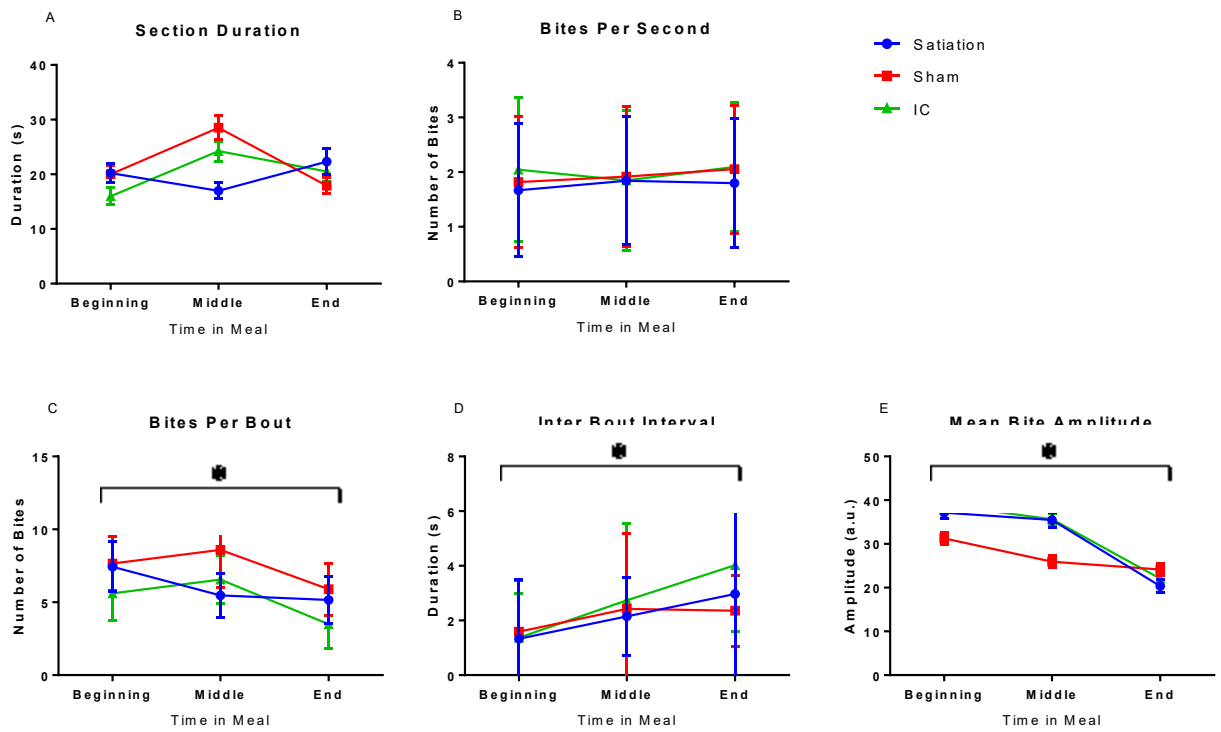 A
Section Duration
Duration (s)
40
30
20
10
0
Beginning Middle End
Time in Meal
B
Bites Per Second
Number of Bites
4
3
2
1
0
Beginning Middle End
Time in Meal
Satiation
Sham
IC
C
Bites Per Bout
Number of Bites
15
10
5
0
Beginning Middle End
Time in Meal
D
Inter Bout Interval
Duration (s)
8
6
4
2
0
Beginning Middle End
Time in Meal
E
Mean Bite Amplitude
Amplitude (a.u.)
50
40
30
20
10
0
Beginning Middle End
Time in Meal